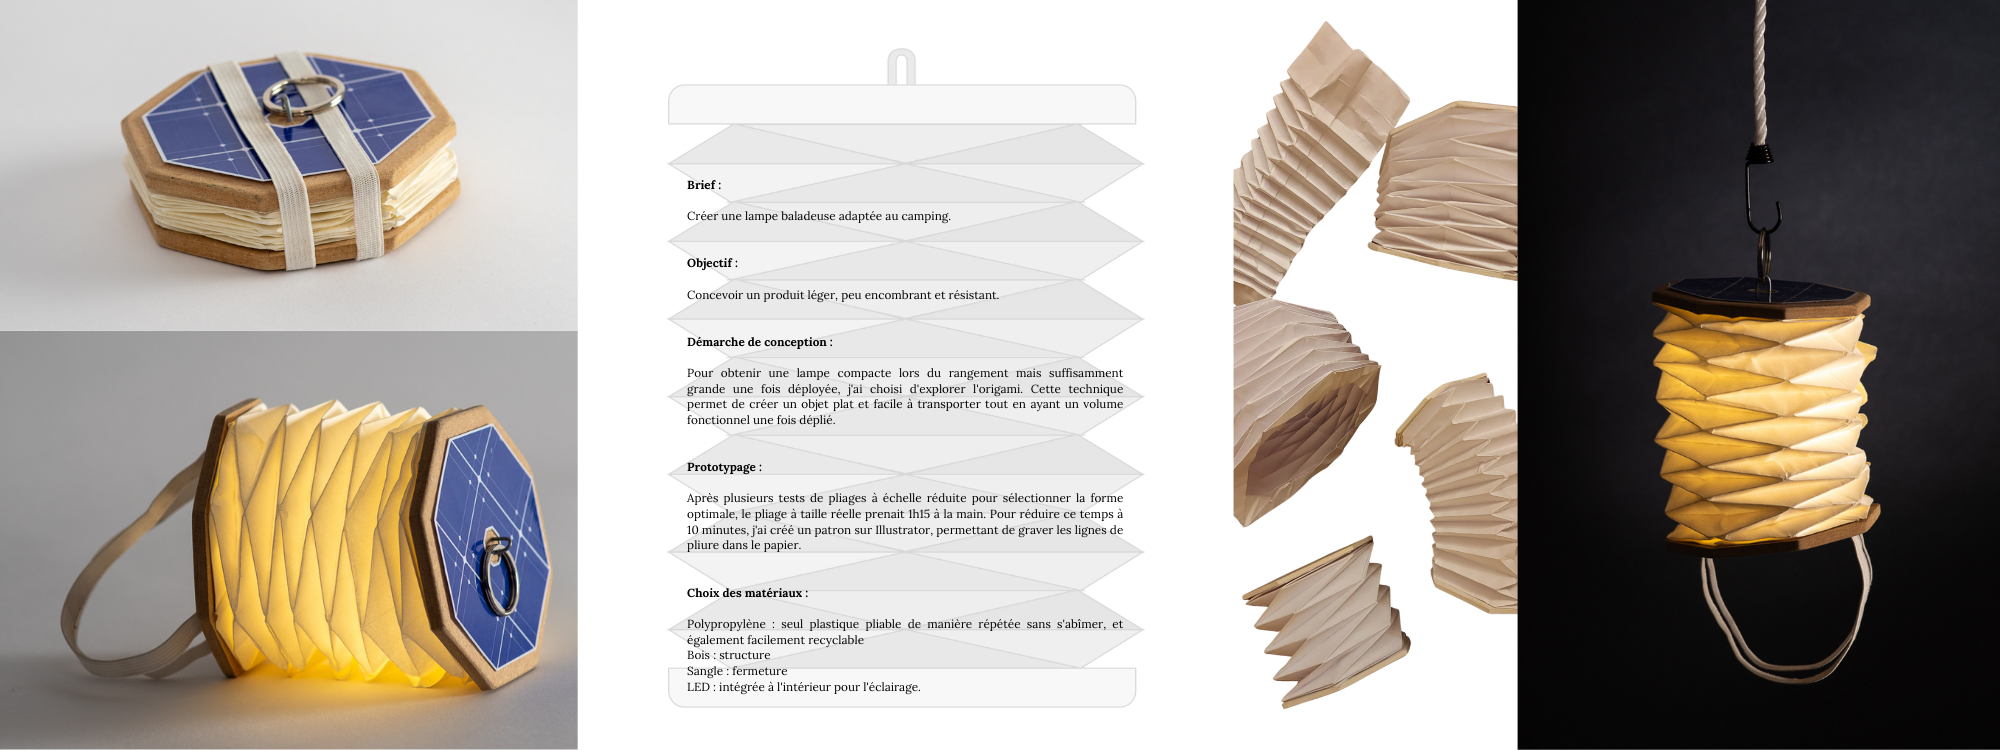 Brief :
Créer une lampe baladeuse adaptée au camping.
Objectif :
Concevoir un produit léger, peu encombrant et résistant.
Démarche de conception :
Pour obtenir une lampe compacte lors du rangement mais suffisamment
grande une fois déployée, j'ai choisi d'explorer l'origami. Cette technique
permet de créer un objet plat et facile à transporter tout en ayant un volume
fonctionnel une fois déplié.
Prototypage :
Après plusieurs tests de pliages à échelle réduite pour sélectionner la forme
optimale, le pliage à taille réelle prenait 1h15 à la main. Pour réduire ce temps à
10 minutes, j'ai créé un patron sur Illustrator, permettant de graver les lignes de
pliure dans le papier.
Choix des matériaux :
Polypropylène : seul plastique pliable de manière répétée sans s'abîmer, et
également facilement recyclable
Bois : structure
Sangle : fermeture
LED : intégrée à l'intérieur pour l'éclairage.